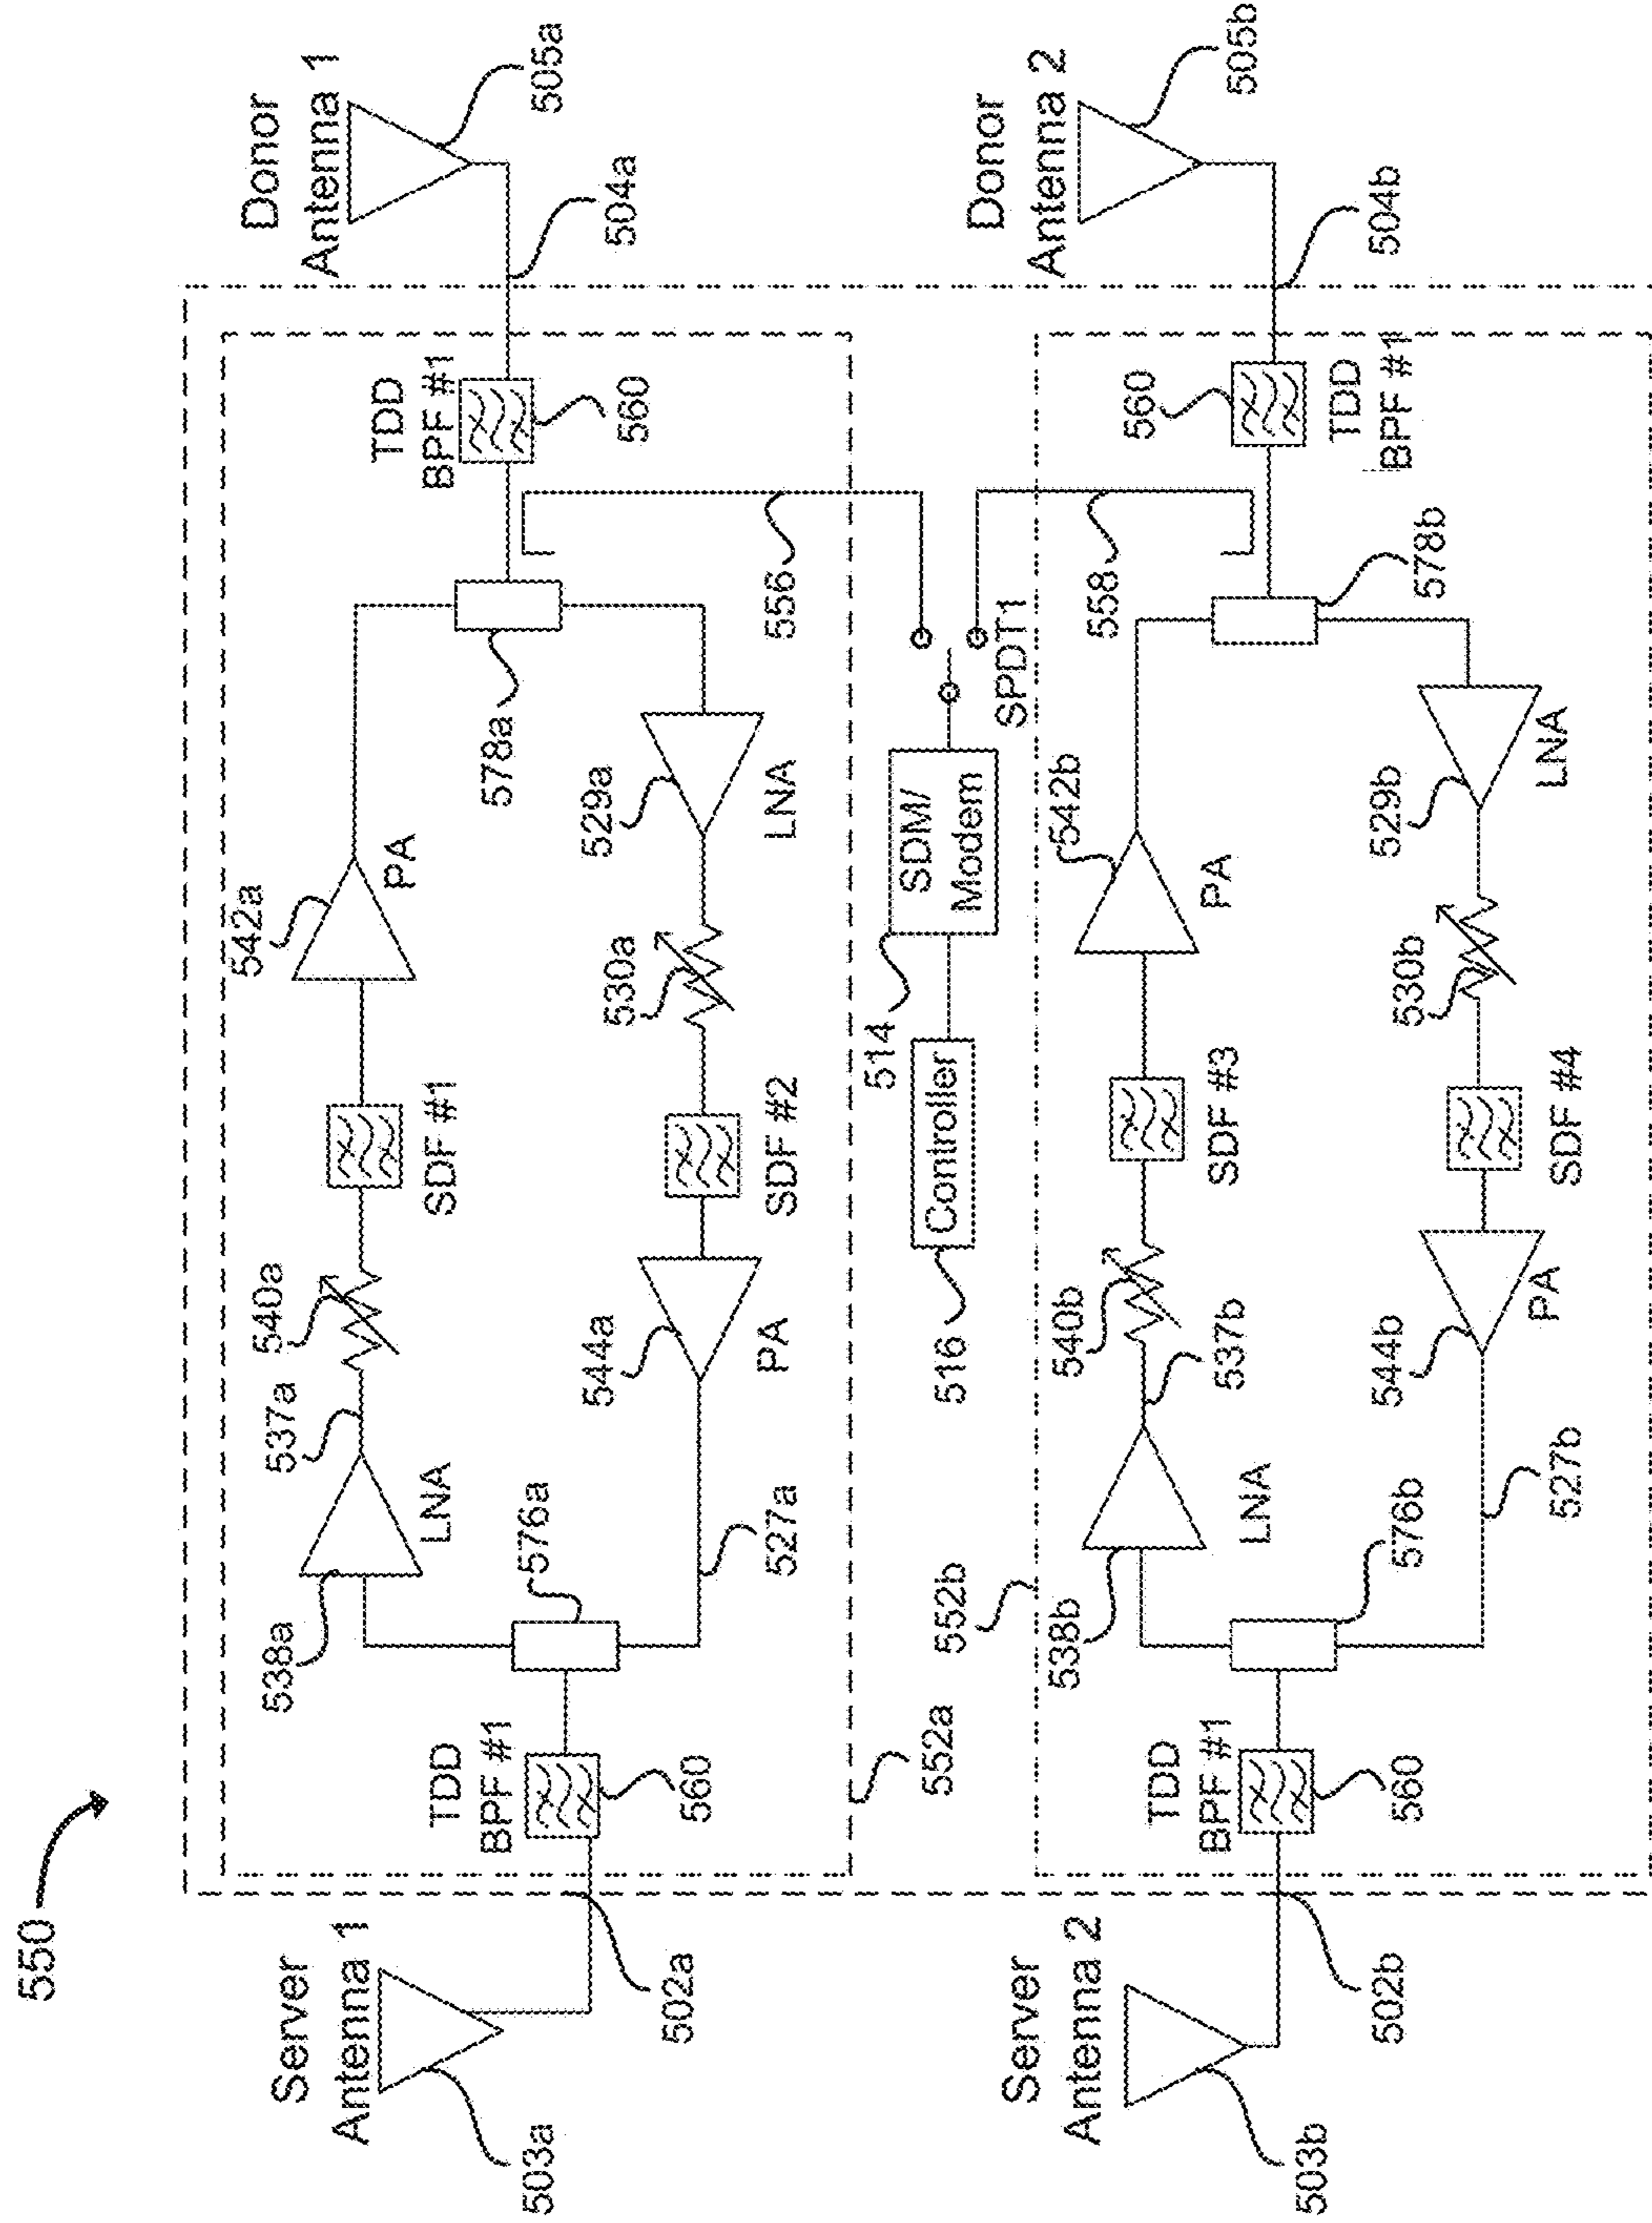 550
Server
Antenna 1
503a
502a
TDD
BPF #1
560
538a
LNA
537a
540a
SDF #1
542a
PA
576a
527a
544a
PA
SDF #2
530a
529a
LNA
578a
TDD
BPF #1
560
Donor
Antenna 1
505a
504a
552a
552b
516
Controller
514
SDM/
Modem
SPDT1
556
558
Server
Antenna 2
503b
502b
TDD
BPF #1
560
538b
LNA
537b
540b
SDF #3
542b
PA
576b
527b
544b
PA
SDF #4
530b
529b
LNA
578b
560
TDD
BPF #1
Donor
Antenna 2
505b
504b